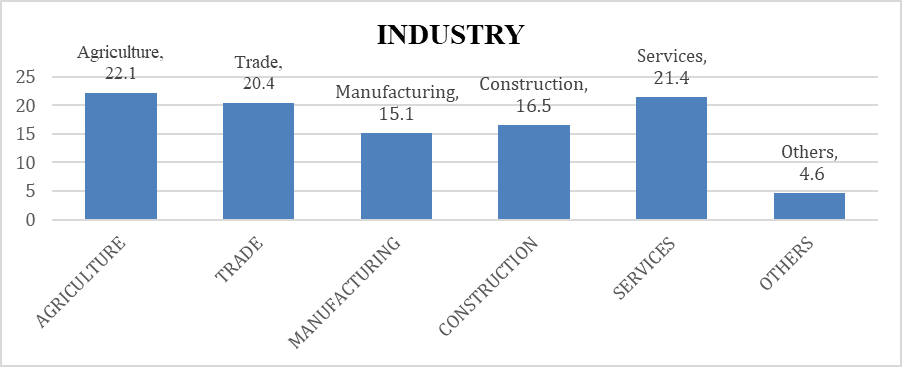 INDUSTRY
Agriculture,
22.1
Trade,
20.4
Manufacturing,
15.1
Construction,
16.5
Services,
21.4
Others,
4.6
25
20
15
10
5
0
AGRICULTURE
TRADE
MANUFACTURING
CONSTRUCTION
SERVICES
OTHERS